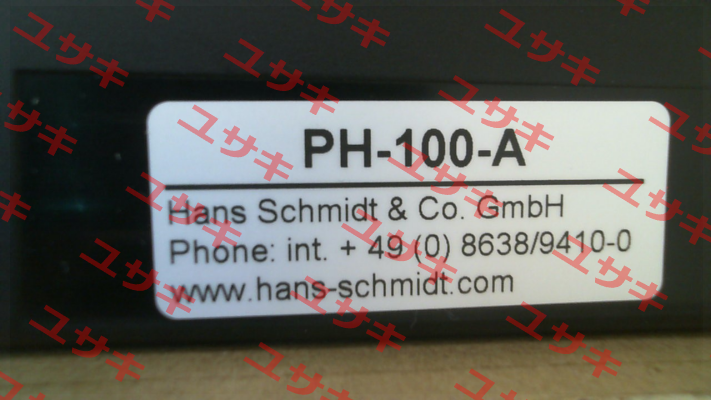 PH-100-A
Hans Schmidt & Co. GmbH
Phone: int. + 49 (0) 8638/9410-0
www.hans-schmidt.com
ユサキ